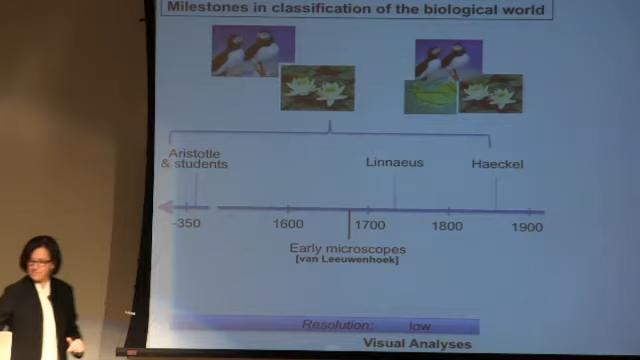 Milestones in classification of the biological world
Aristotle
& students
Linnaeus
Haeckel
-350
1600
1700
1800
1900
Early microscopes
[van Leeuwenhoek]
Resolution: low
Visual Analyses